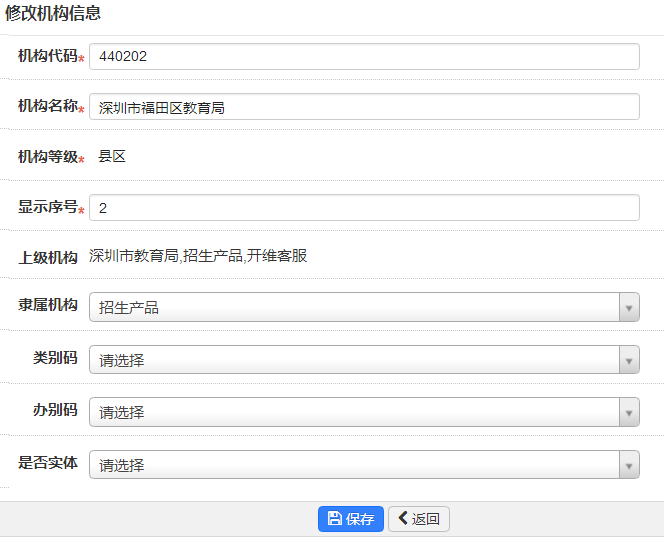 修改机构信息
机构代码* 440202
机构名称* 深圳市福田区教育局
机构等级* 县区
显示序号* 2
上级机构 深圳市教育局,招生产品,开维客服
隶属机构 招生产品
类别码 请选择
办别码 请选择
是否实体 请选择
保存 返回